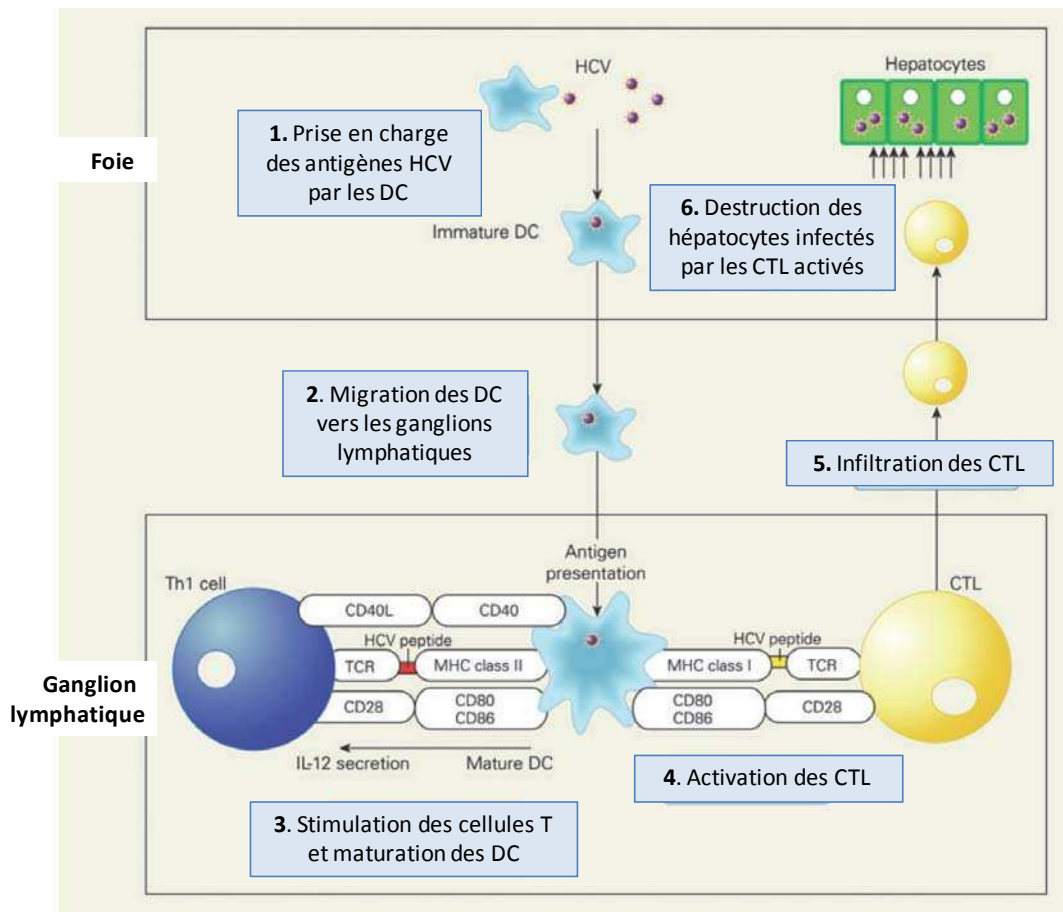 HCV
Hepatocytes
1. Prise en charge
des antigènes HCV
par les DC
Foie
Immature DC
6. Destruction des
hépatocytes infectés
par les CTL activés
2. Migration des DC
vers les ganglions
lymphatiques
5. Infiltration des CTL
Antigen
presentation
Th1 cell
CTL
CD40L
CD40
HCV peptide
HCV peptide
TCR
MHC class II
MHC class I
TCR
Ganglion
lymphatique
CD28
CD80
CD86
CD80
CD86
CD28
IL-12 secretion
Mature DC
4. Activation des CTL
3. Stimulation des cellules T
et maturation des DC